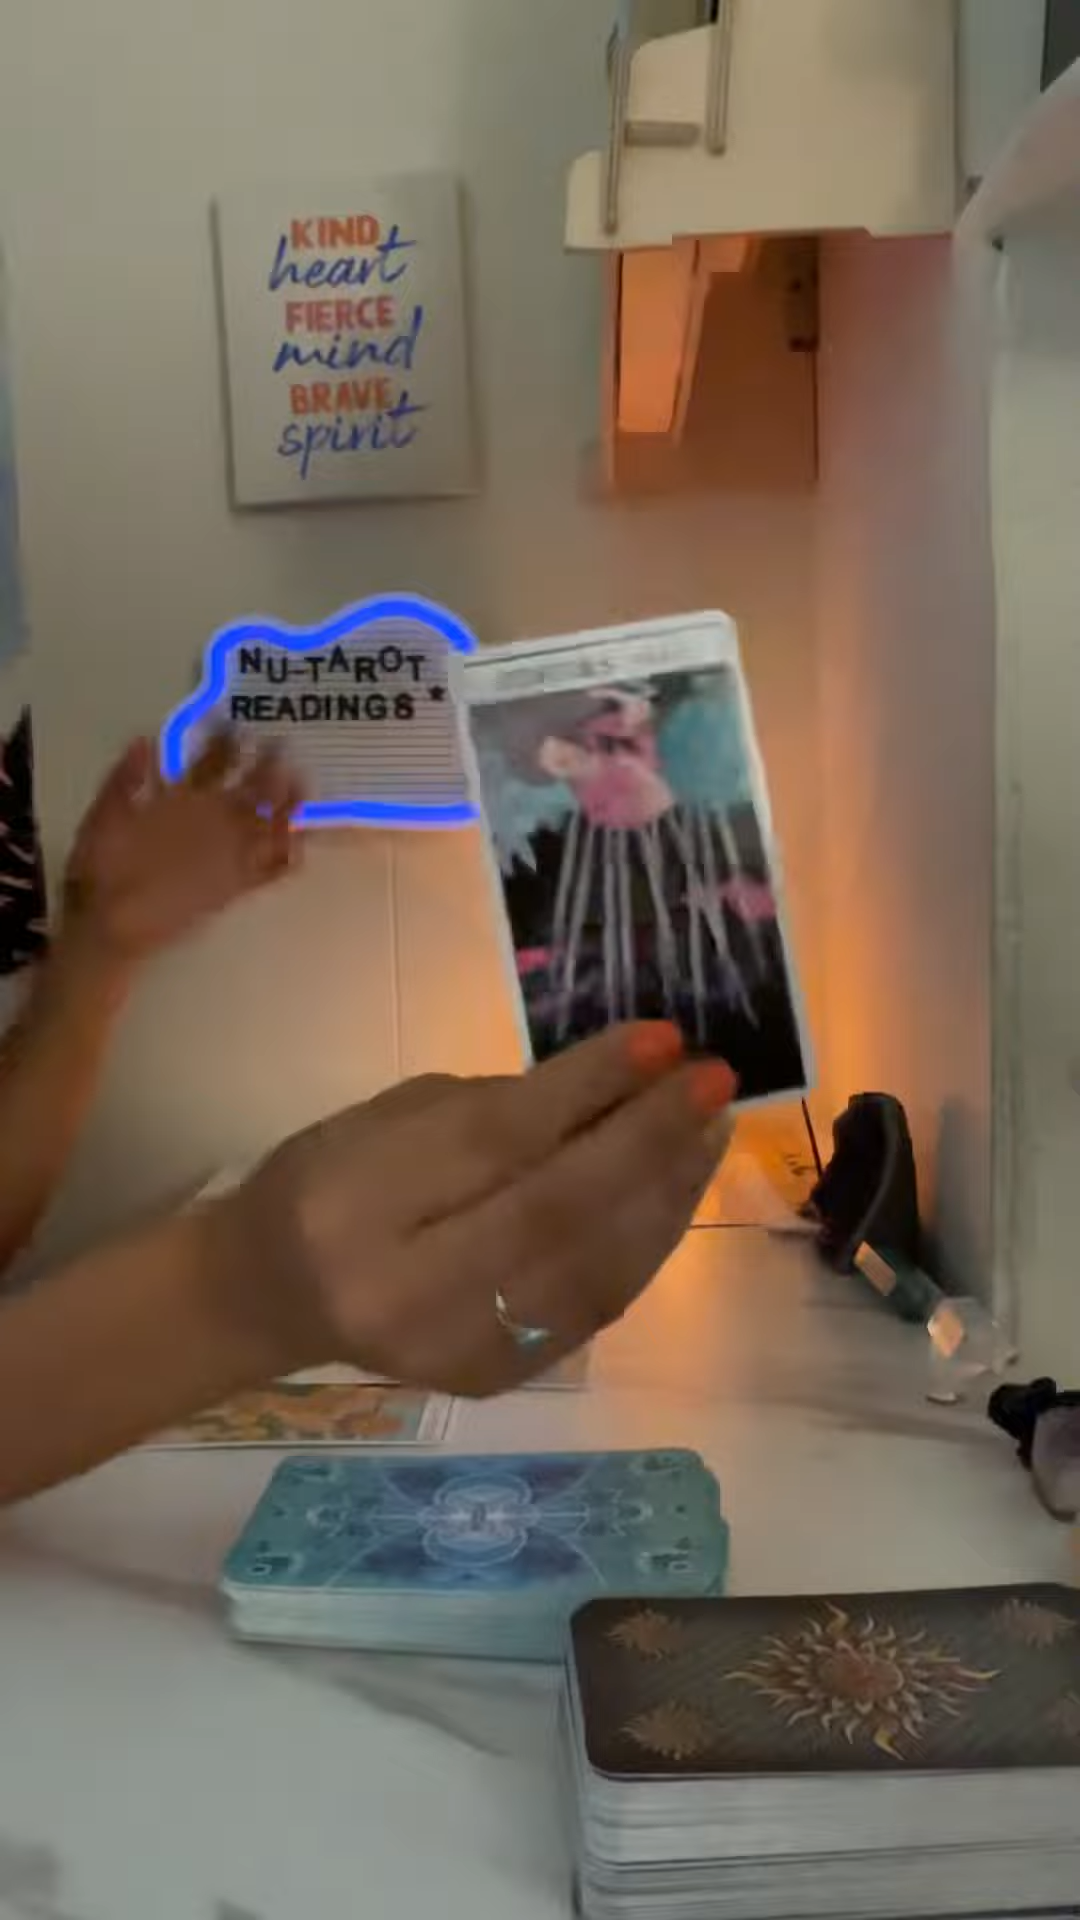 KIND
heart
FIERCE
mind
BRAVE
spirit
NU-TAROT
READINGS *